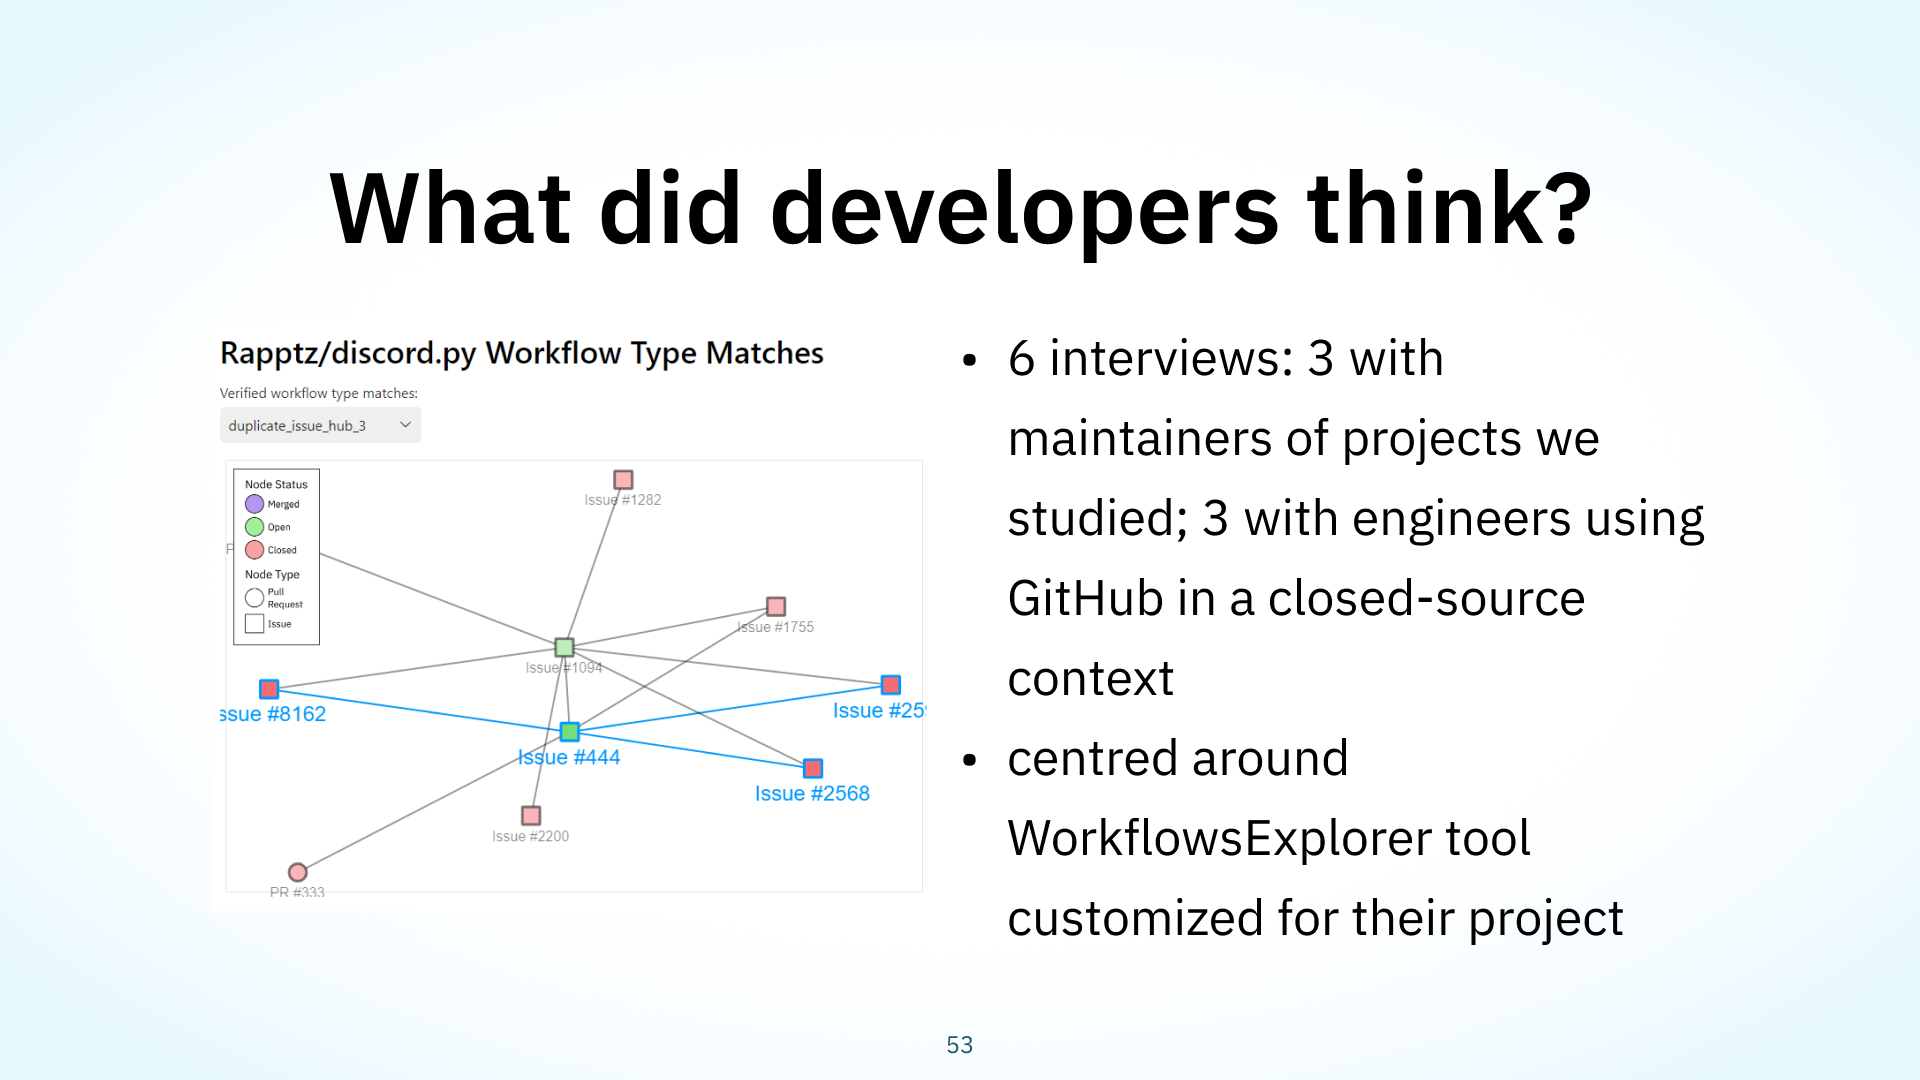 What did developers think?
Rapptz/discord.py Workflow Type Matches
Verified workflow type matches:
duplicate_issue_hub_3
Node Status
Merged
Open
Closed
Node Type
Pull
Request
Issue
P
Issue #1282
Issue #1755
Issue #1094
ssue #8162
Issue #25
Issue #444
Issue #2568
Issue #2200
PR #333
• 6 interviews: 3 with
maintainers of projects we
studied; 3 with engineers using
GitHub in a closed-source
context
• centred around
WorkflowsExplorer tool
customized for their project
53